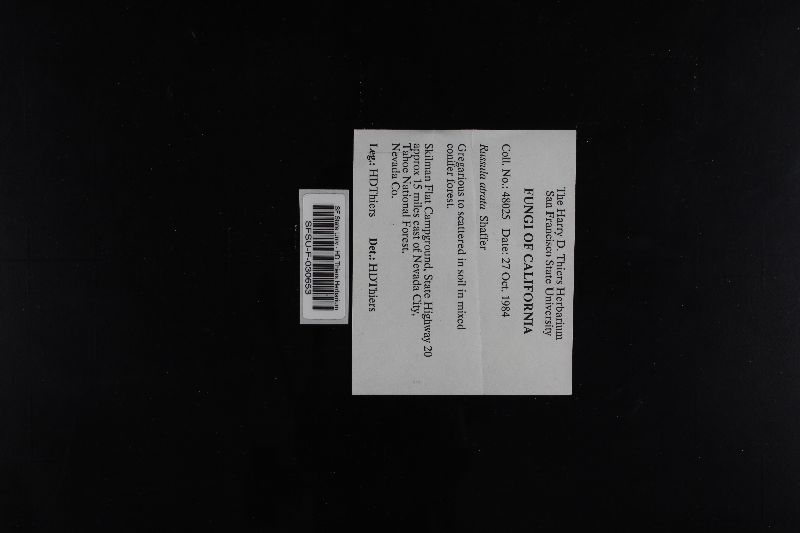 The Harry D. Thiers Herbarium
San Francisco State University
FUNGI OF CALIFORNIA
Coll. No.: 48025 Date: 27 Oct. 1984
Russula atrata Shaffer
Gregarious to scattered in soil in mixed
conifer forest.
Skilman Flat Campground, State Highway 20
approx 15 miles east of Nevada City,
Tahoe National Forest.
Nevada Co.
Leg.: HDThiers Det.: HDThiers
SF State Univ - HD Thiers Herbarium
SFSU-F-030653